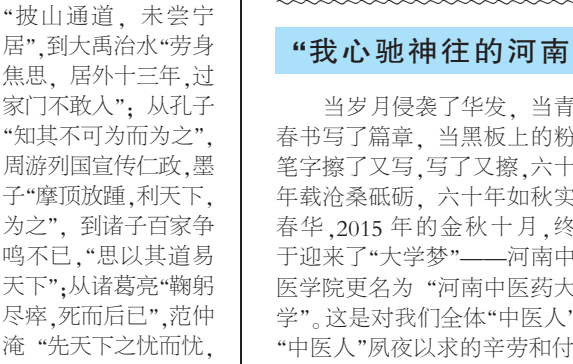 “披山通道，未尝宁
居”,到大禹治水“劳身
焦思，居外十三年,过
家门不敢入”；从孔子
“知其不可为而为之”,
周游列国宣传仁政,墨
子“摩顶放踵,利天下,
为之”，到诸子百家争
鸣不已,“思以其道易
天下”;从诸葛亮“鞠躬
尽瘁,死而后已”,范仲
淹“先天下之忧而忧,
“我心驰神往的河南
当岁月侵袭了华发，当青
春书写了篇章，当黑板上的粉
笔字擦了又写,写了又擦,六十
年载沧桑砥砺，六十年如秋实
春华,2015 年的金秋十月,终
于迎来了“大学梦”——河南中
医学院更名为“河南中医药大
学”。这是对我们全体“中医人”
“中医人”夙夜以求的辛劳和付